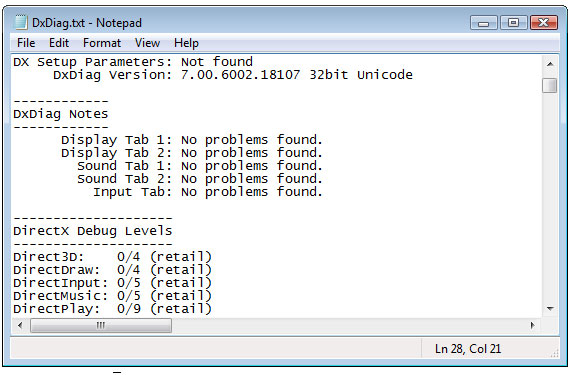 DxDiag.txt - Notepad
File Edit Format View Help
DX Setup Parameters: Not found
DxDiag Version: 7.00.6002.18107 32bit Unicode
------------
DxDiag Notes
------------
Display Tab 1: No problems found.
Display Tab 2: No problems found.
Sound Tab 1: No problems found.
Sound Tab 2: No problems found.
Input Tab: No problems found.
--------------------
DirectX Debug Levels
--------------------
Direct3D: 0/4 (retail)
DirectDraw: 0/4 (retail)
DirectInput: 0/5 (retail)
DirectMusic: 0/5 (retail)
DirectPlay: 0/9 (retail)
Ln 28, Col 21